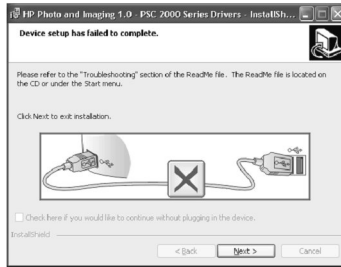 HP Photo and Imaging 1.0 - PSC 2000 Series Drivers - InstallSh...
Device setup has failed to complete.
Please refer to the "Troubleshooting" section of the ReadMe file. The ReadMe file is located on
the CD or under the Start menu.
Click Next to exit installation.
Check here if you would like to continue without plugging in the device.
InstallShield
< Back
Next >
Cancel